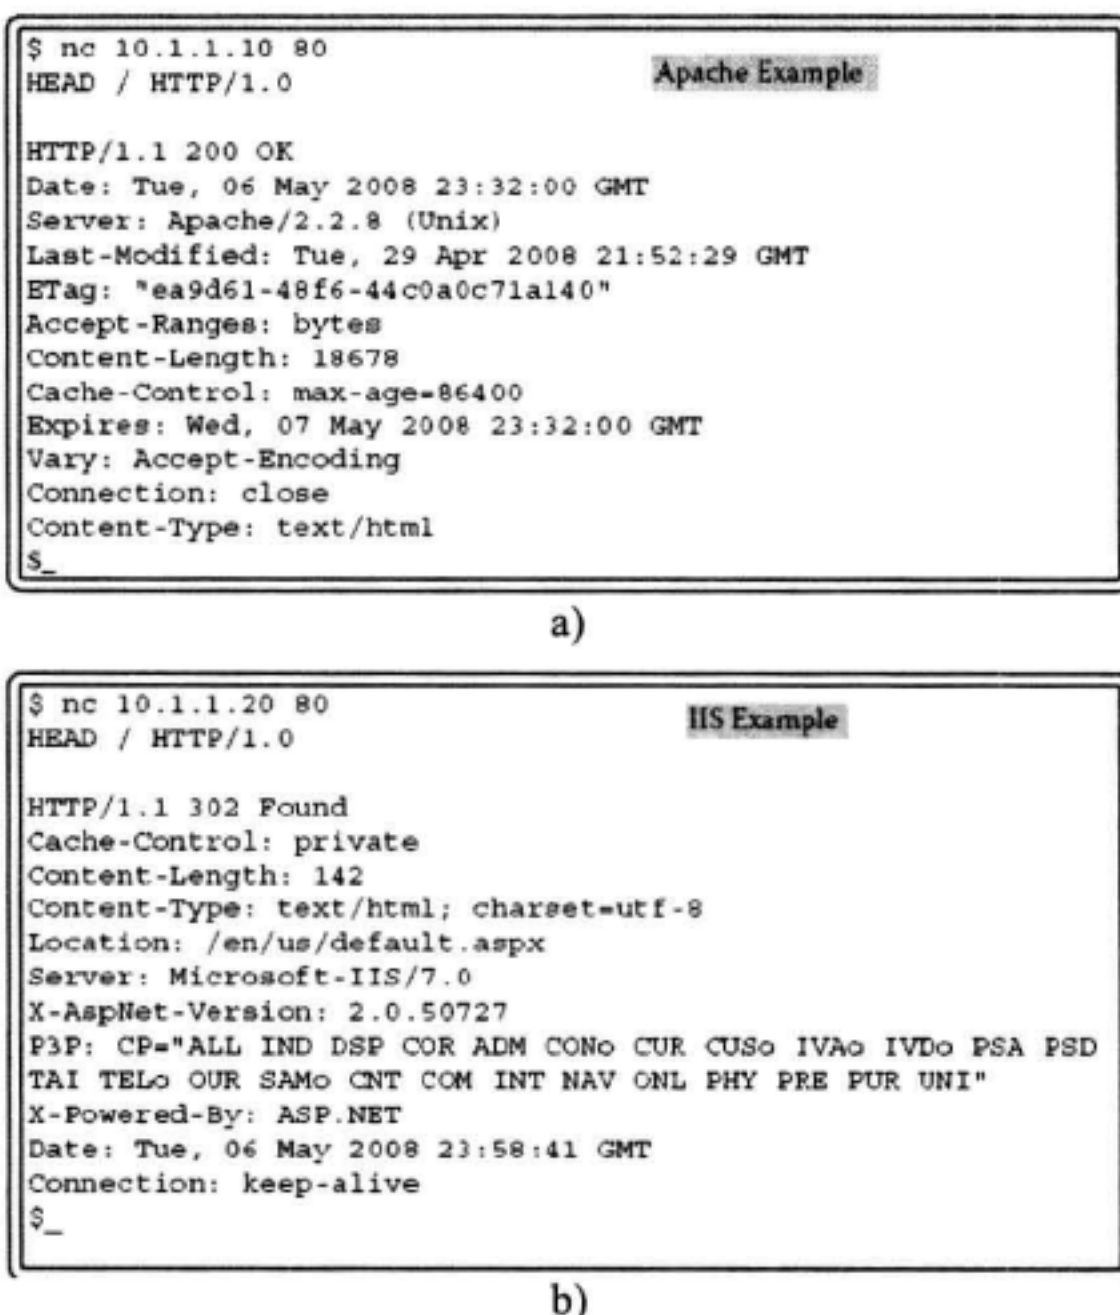 $ nc 10.1.1.10 80
HEAD / HTTP/1.0
Apache Example
HTTP/1.1 200 OK
Date: Tue, 06 May 2008 23:32:00 GMT
Server: Apache/2.2.8 (Unix)
Last-Modified: Tue, 29 Apr 2008 21:52:29 GMT
ETag: "ea9d61-48f6-44c0a0c71a140"
Accept-Ranges: bytes
Content-Length: 18678
Cache-Control: max-age=86400
Expires: Wed, 07 May 2008 23:32:00 GMT
Vary: Accept-Encoding
Connection: close
Content-Type: text/html
$_
a)
$ nc 10.1.1.20 80
HEAD / HTTP/1.0
IIS Example
HTTP/1.1 302 Found
Cache-Control: private
Content-Length: 142
Content-Type: text/html; charset=utf-8
Location: /en/us/default.aspx
Server: Microsoft-IIS/7.0
X-AspNet-Version: 2.0.50727
P3P: CP="ALL IND DSP COR ADM CONo CUR CUSo IVAo IVDo PSA PSD
TAI TELo OUR SAMo CNT COM INT NAV ONL PHY PRE PUR UNI"
X-Powered-By: ASP.NET
Date: Tue, 06 May 2008 23:58:41 GMT
Connection: keep-alive
$_
b)